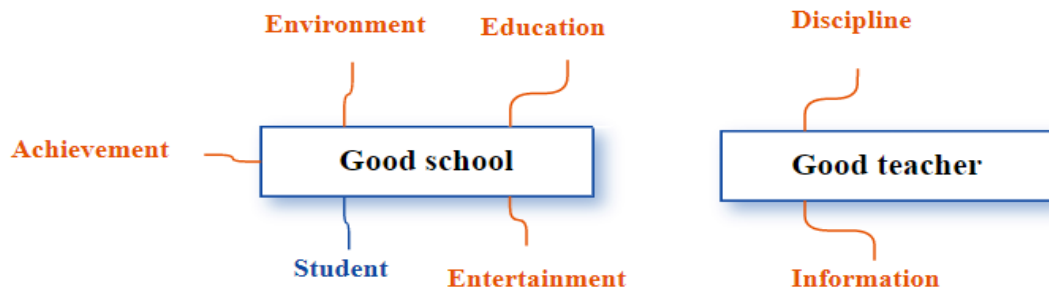 Environment
Education
Discipline
Achievement
Good school
Good teacher
Student
Entertainment
Information